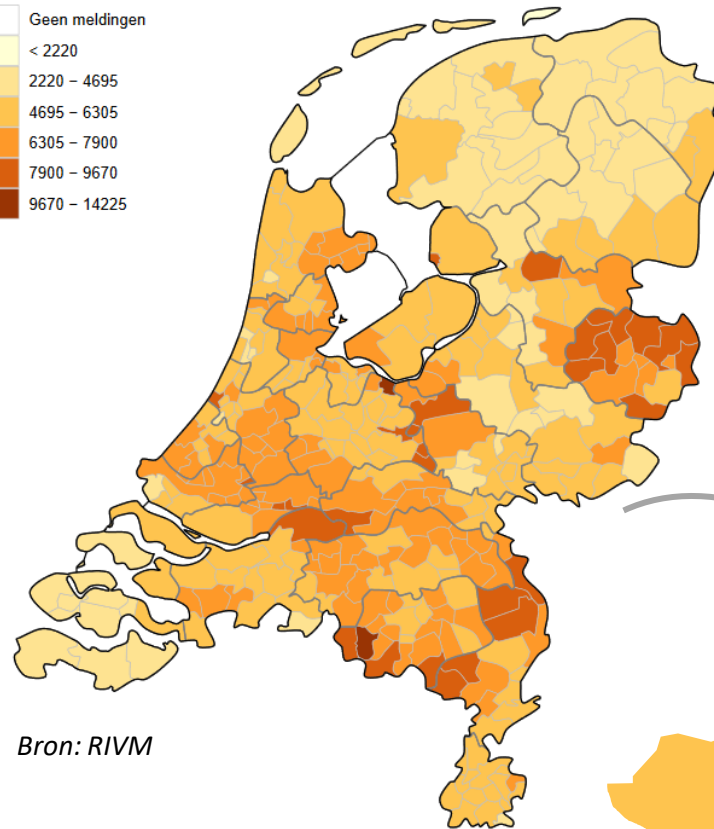 Geen meldingen
< 2220
2220 – 4695
4695 – 6305
6305 – 7900
7900 – 9670
9670 – 14225
Bron: RIVM